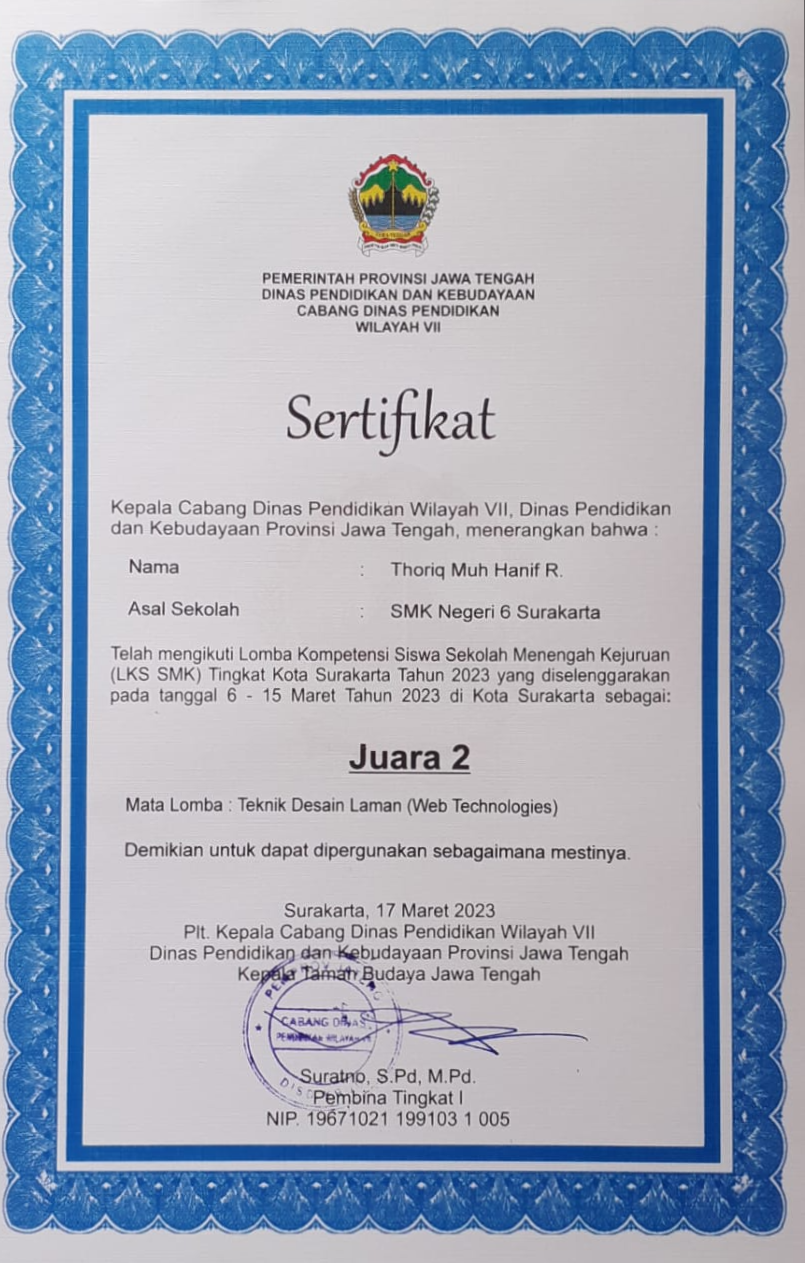 PEMERINTAH PROVINSI JAWA TENGAH
DINAS PENDIDIKAN DAN KEBUDAYAAN
CABANG DINAS PENDIDIKAN
WILAYAH VII
Sertifikat
Kepala Cabang Dinas Pendidikan Wilayah VII, Dinas Pendidikan
dan Kebudayaan Provinsi Jawa Tengah, menerangkan bahwa :
Nama : Thoriq Muh Hanif R.
Asal Sekolah : SMK Negeri 6 Surakarta
Telah mengikuti Lomba Kompetensi Siswa Sekolah Menengah Kejuruan
(LKS SMK) Tingkat Kota Surakarta Tahun 2023 yang diselenggarakan
pada tanggal 6 - 15 Maret Tahun 2023 di Kota Surakarta sebagai:
Juara 2
Mata Lomba : Teknik Desain Laman (Web Technologies)
Demikian untuk dapat dipergunakan sebagaimana mestinya.
Surakarta, 17 Maret 2023
Plt. Kepala Cabang Dinas Pendidikan Wilayah VII
Dinas Pendidikan dan Kebudayaan Provinsi Jawa Tengah
Kepala Taman Budaya Jawa Tengah
CABANG DINAS
Suratno, S.Pd, M.Pd.
Pembina Tingkat I
NIP. 19671021 199103 1 005